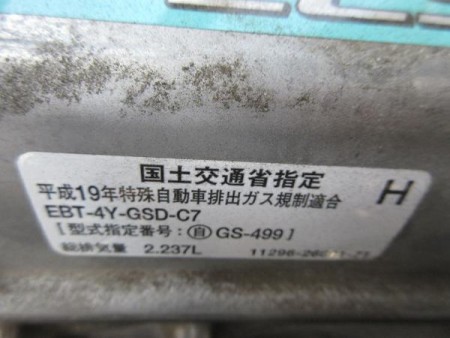 国土交通省指定
H
平成19年特殊自動車排出ガス規制適合
EBT-4Y-GSD-C7
[型式指定番号:㊀自 GS-499]
総排気量 2.237L